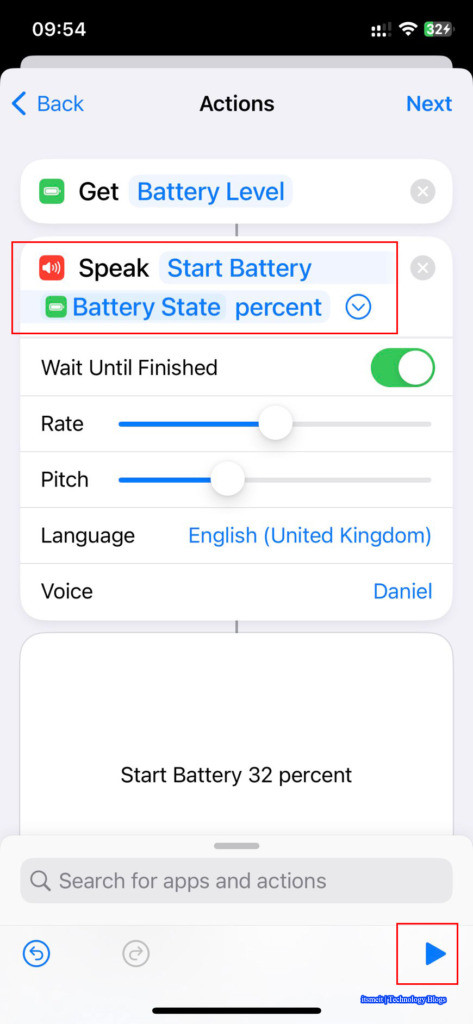 09:54
32
Back Actions Next
Get Battery Level
Speak Start Battery
Battery State percent
Wait Until Finished
Rate
Pitch
Language English (United Kingdom)
Voice Daniel
Start Battery 32 percent
Search for apps and actions
itsmeit | Technology Blogs